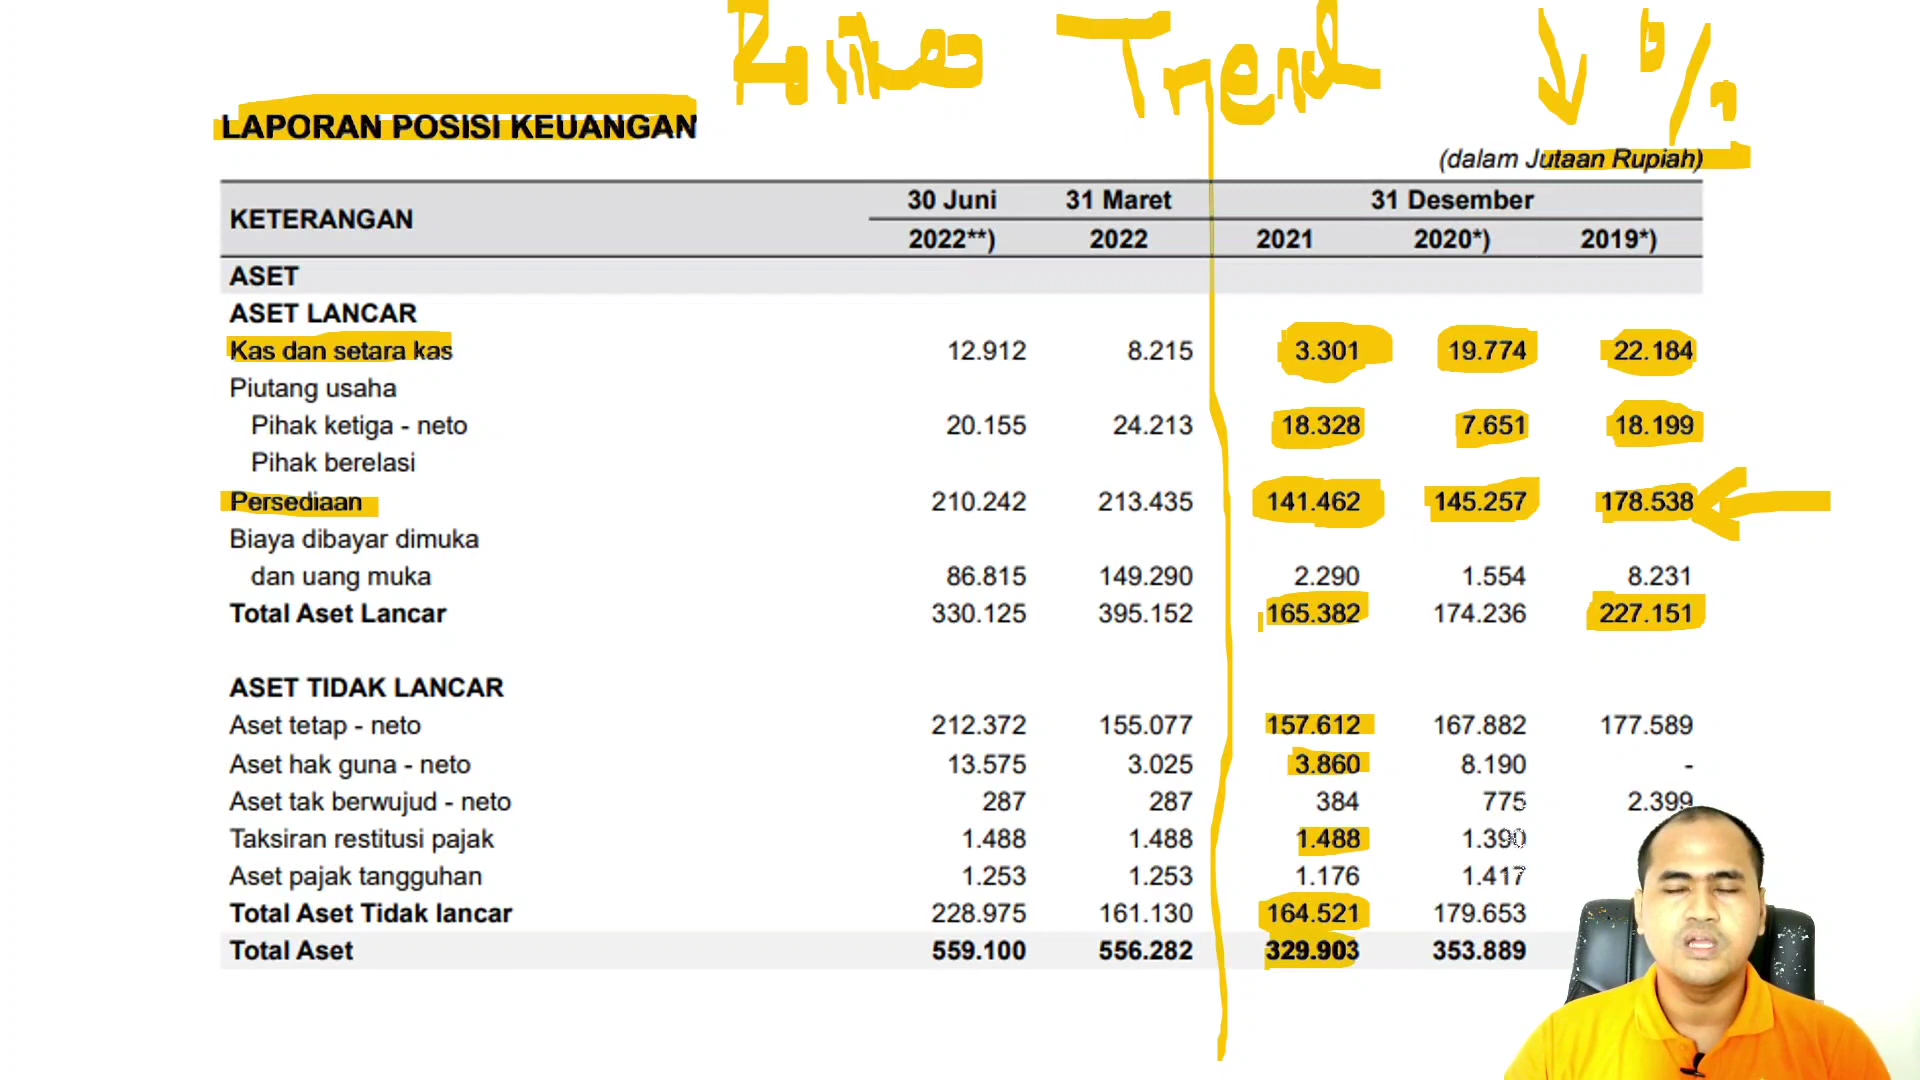 Trend ↓ %
LAPORAN POSISI KEUANGAN
(dalam Jutaan Rupiah)
KETERANGAN 30 Juni 31 Maret 31 Desember
2022**) 2022 2021 2020*) 2019*)
ASET
ASET LANCAR
Kas dan setara kas 12.912 8.215 3.301 19.774 22.184
Piutang usaha
Pihak ketiga - neto 20.155 24.213 18.328 7.651 18.199
Pihak berelasi
Persediaan 210.242 213.435 141.462 145.257 178.538
Biaya dibayar dimuka
dan uang muka 86.815 149.290 2.290 1.554 8.231
Total Aset Lancar 330.125 395.152 165.382 174.236 227.151
ASET TIDAK LANCAR
Aset tetap - neto 212.372 155.077 157.612 167.882 177.589
Aset hak guna - neto 13.575 3.025 3.860 8.190 -
Aset tak berwujud - neto 287 287 384 775 2.399
Taksiran restitusi pajak 1.488 1.488 1.488 1.390
Aset pajak tangguhan 1.253 1.253 1.176 1.417
Total Aset Tidak lancar 228.975 161.130 164.521 179.653
Total Aset 559.100 556.282 329.903 353.889